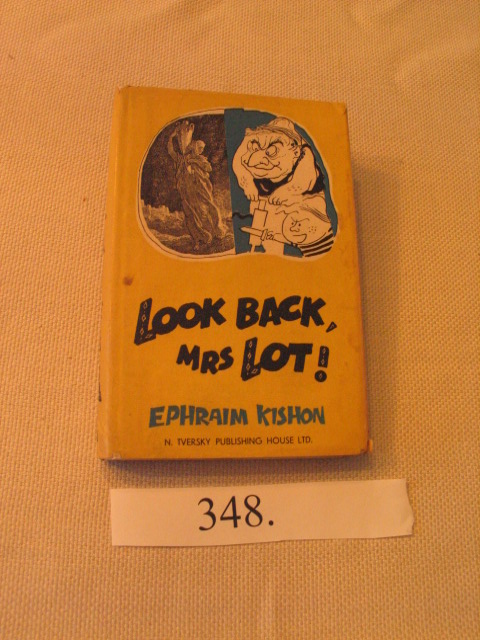 LOOK BACK,
MRS LOT!
EPHRAIM KISHON
N. TVERSKY PUBLISHING HOUSE LTD.
348.